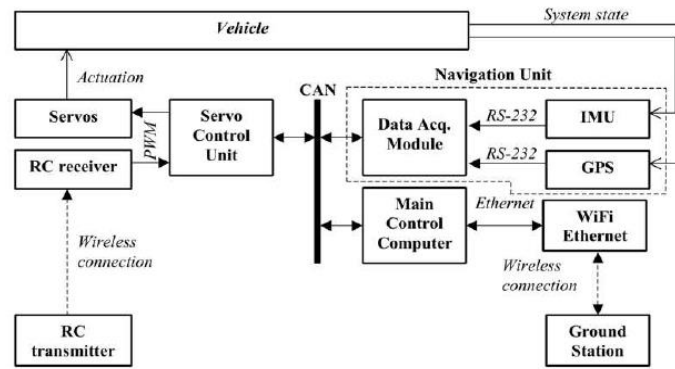 System state
Vehicle
Navigation Unit
Actuation
CAN
Servos
PWM
Servo
Control
Unit
Data Acq.
Module
RS-232
IMU
RC receiver
RS-232
GPS
Main
Control
Computer
Ethernet
WiFi
Ethernet
Wireless
connection
Wireless
connection
RC
transmitter
Ground
Station